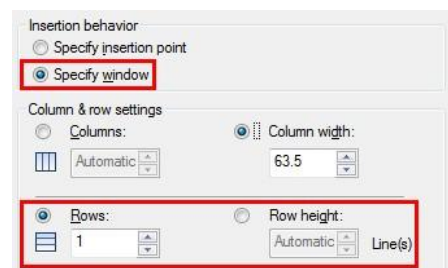 Insertion behavior
Specify insertion point
Specify window
Column & row settings
Columns:
Column width:
Automatic
63.5
Rows:
Row height:
1
Automatic
Line(s)